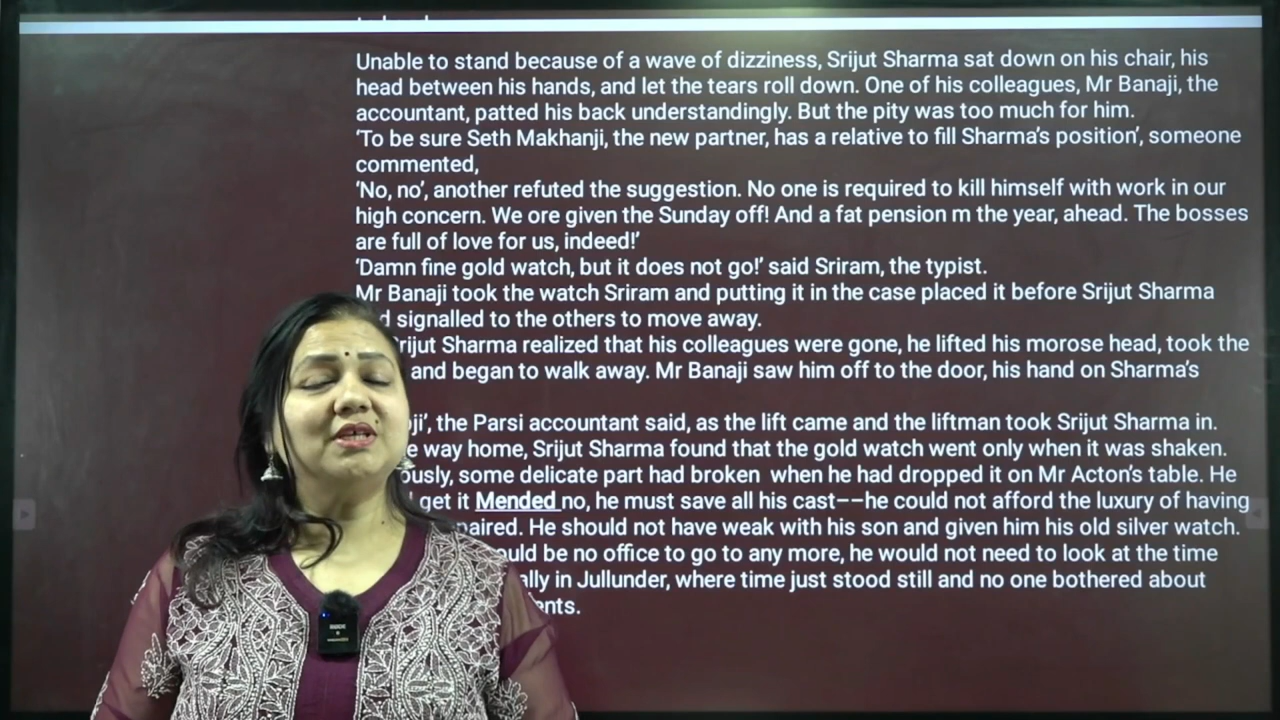 Unable to stand because of a wave of dizziness, Srijut Sharma sat down on his chair, his
head between his hands, and let the tears roll down. One of his colleagues, Mr Banaji, the
accountant, patted his back understandingly. But the pity was too much for him.
‘To be sure Seth Makhanji, the new partner, has a relative to fill Sharma’s position’, someone
commented,
‘No, no’, another refuted the suggestion. No one is required to kill himself with work in our
high concern. We ore given the Sunday off! And a fat pension m the year, ahead. The bosses
are full of love for us, indeed!’
‘Damn fine gold watch, but it does not go!’ said Sriram, the typist.
Mr Banaji took the watch Sriram and putting it in the case placed it before Srijut Sharma
signalled to the others to move away.
Srijut Sharma realized that his colleagues were gone, he lifted his morose head, took the
and began to walk away. Mr Banaji saw him off to the door, his hand on Sharma’s
the Parsi accountant said, as the lift came and the liftman took Srijut Sharma in.
way home, Srijut Sharma found that the gold watch went only when it was shaken.
some delicate part had broken when he had dropped it on Mr Acton’s table. He
get it Mended no, he must save all his cast––he could not afford the luxury of having
He should not have weak with his son and given him his old silver watch.
be no office to go to any more, he would not need to look at the time
in Jullunder, where time just stood still and no one bothered about